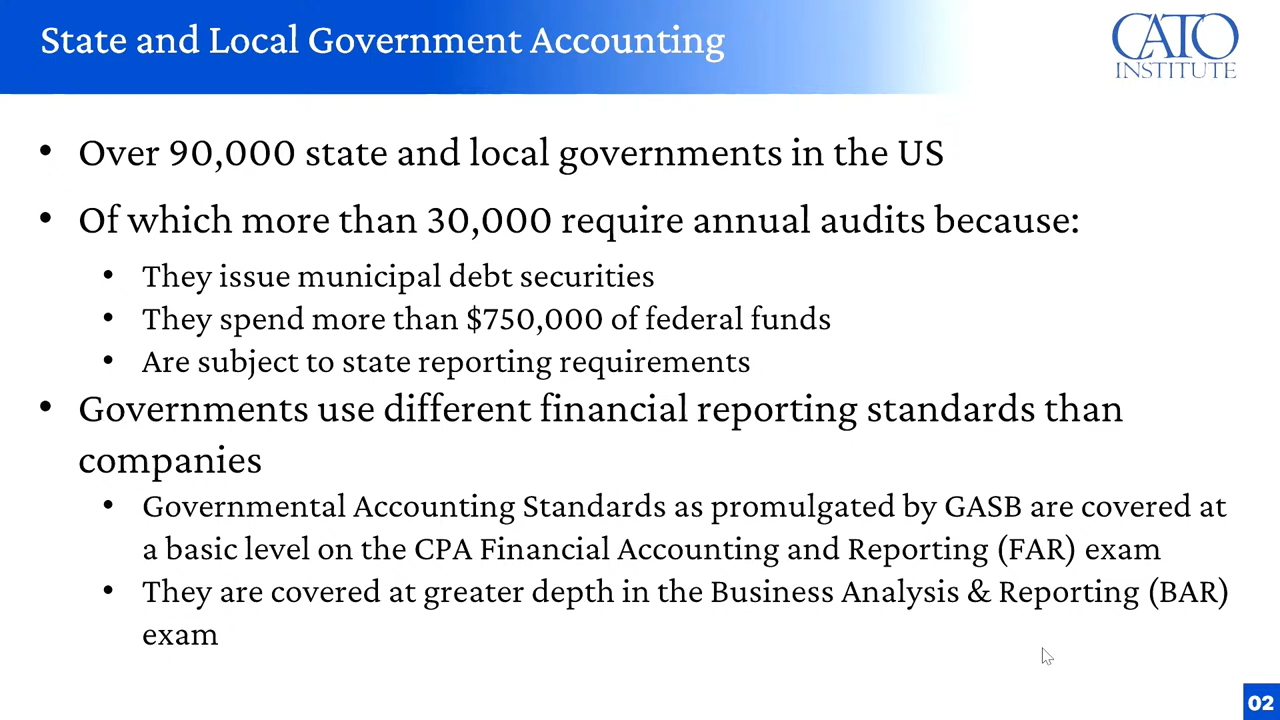 State and Local Government Accounting
CATO
INSTITUTE
• Over 90,000 state and local governments in the US
• Of which more than 30,000 require annual audits because:
• They issue municipal debt securities
• They spend more than $750,000 of federal funds
• Are subject to state reporting requirements
• Governments use different financial reporting standards than
companies
• Governmental Accounting Standards as promulgated by GASB are covered at
a basic level on the CPA Financial Accounting and Reporting (FAR) exam
• They are covered at greater depth in the Business Analysis & Reporting (BAR)
exam
02